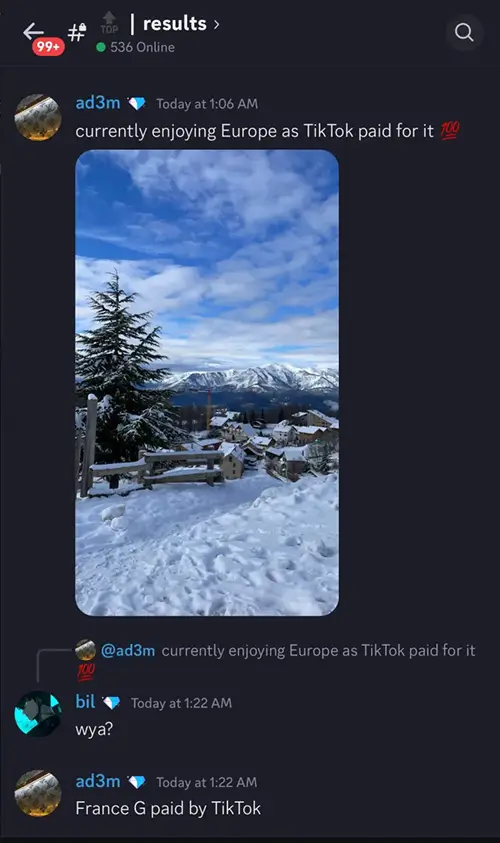 99+
#
TOP
| results >
536 Online
ad3m Today at 1:06 AM
currently enjoying Europe as TikTok paid for it 💯
@ad3m currently enjoying Europe as TikTok paid for it
💯
bil Today at 1:22 AM
wya?
ad3m Today at 1:22 AM
France G paid by TikTok